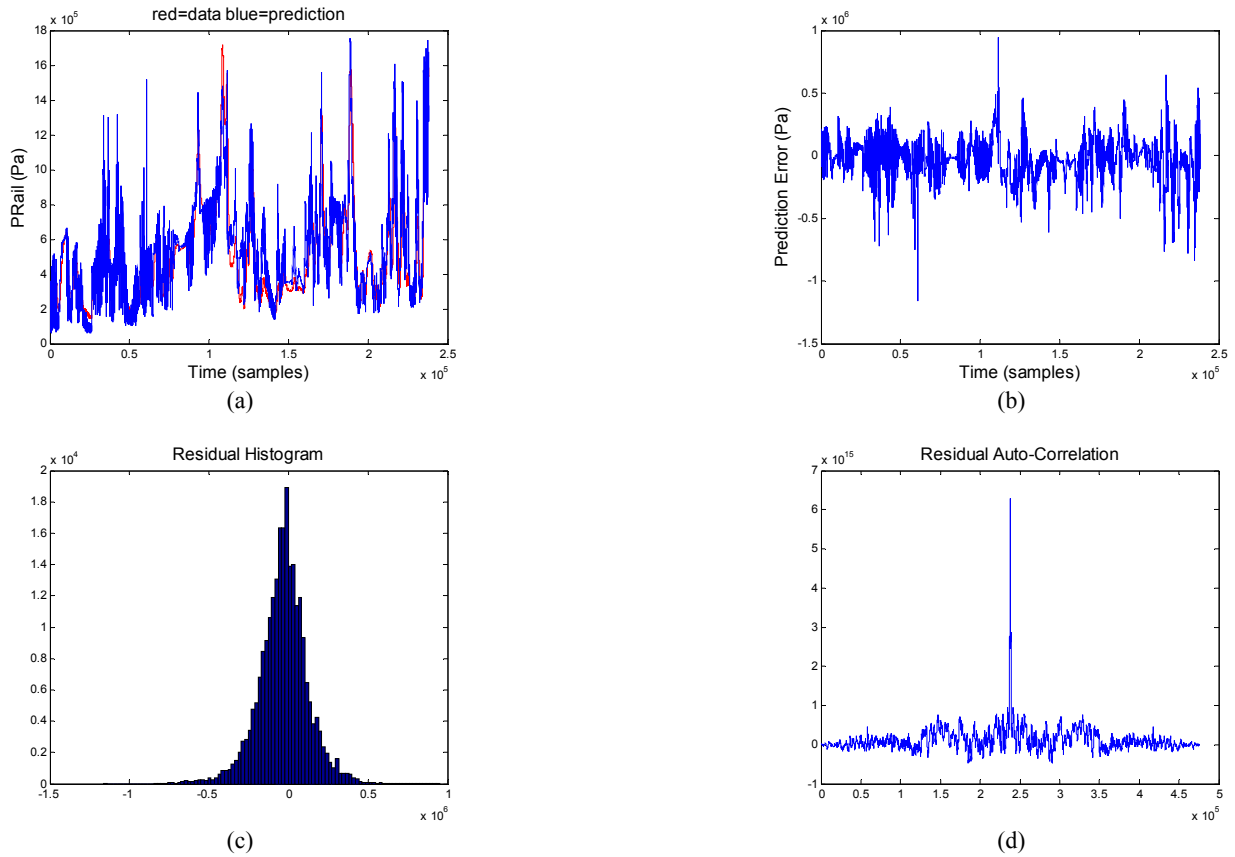 red=data blue=prediction
x 10^5
18
16
14
12
10
8
6
4
2
0
PRail (Pa)
0 0.5 1 1.5 2 2.5
x 10^5
Time (samples)
(a)
x 10^6
1
0.5
0
-0.5
-1
-1.5
Prediction Error (Pa)
0 0.5 1 1.5 2 2.5
x 10^5
Time (samples)
(b)
Residual Histogram
x 10^4
2
1.8
1.6
1.4
1.2
1
0.8
0.6
0.4
0.2
0
-1.5 -1 -0.5 0 0.5 1
x 10^6
(c)
Residual Auto-Correlation
x 10^15
7
6
5
4
3
2
1
0
-1
0 0.5 1 1.5 2 2.5 3 3.5 4 4.5 5
x 10^5
(d)